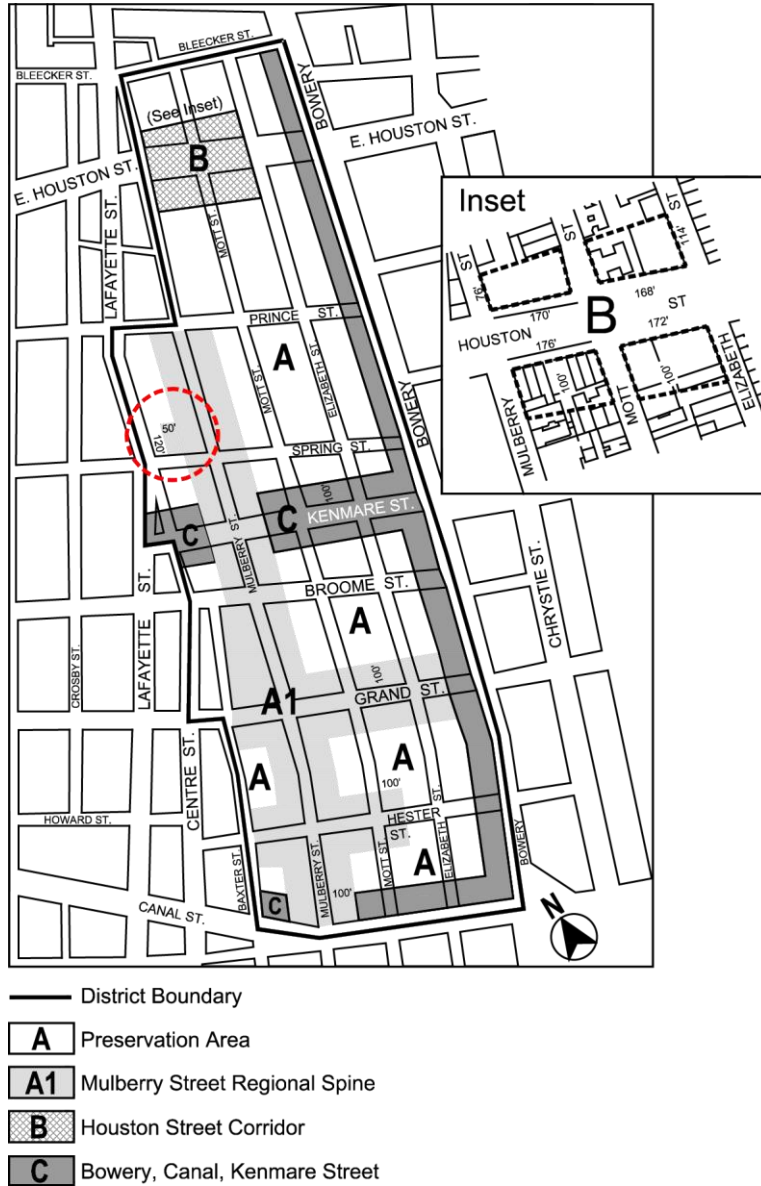 BLEECKER ST.
BLEECKER ST.
(See Inset)
BOWERY
E. HOUSTON ST.
E. HOUSTON ST.
B
LAFAYETTE ST.
MOTT ST.
Inset
ST
ST
ST
76'
170'
114'
168'
HOUSTON
B
ST
176'
172'
100'
100'
MULBERRY
MOTT
ELIZABETH
PRINCE ST.
A
MOTT ST.
ELIZABETH ST.
BOWERY
50'
120'
SPRING ST.
100'
C
C
KENMARE ST.
MULBERRY ST.
BROOME ST.
CHRYSTIE ST.
LAFAYETTE ST.
CROSBY ST.
A
100'
GRAND ST.
A1
CENTRE ST.
A
A
100'
HOWARD ST.
HESTER ST.
BAXTER ST.
MULBERRY ST.
MOTT ST.
ELIZABETH ST.
A
BOWERY
C
100'
CANAL ST.
N
District Boundary
A Preservation Area
A1 Mulberry Street Regional Spine
B Houston Street Corridor
C Bowery, Canal, Kenmare Street